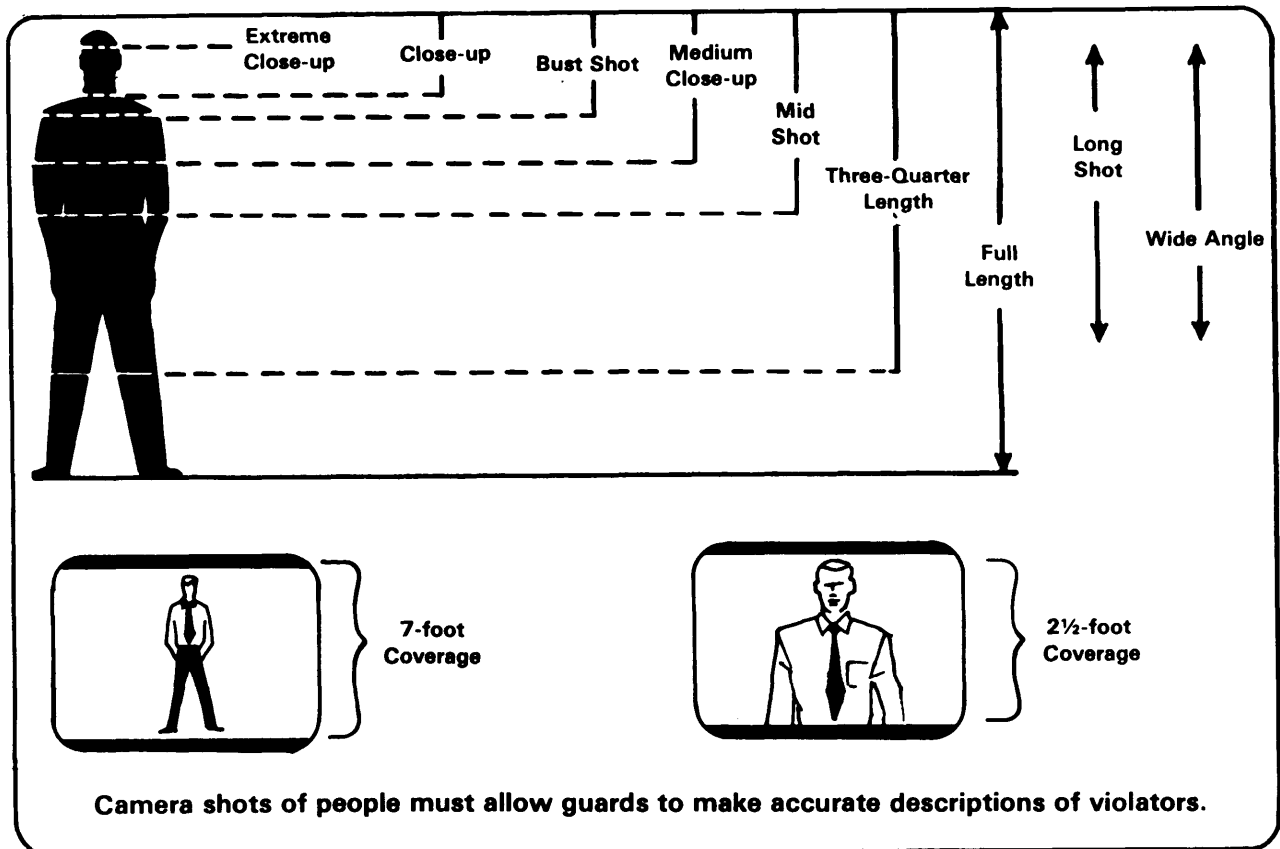 Extreme
Close-up
Close-up
Bust Shot
Medium
Close-up
Mid
Shot
Three-Quarter
Length
Full
Length
Long
Shot
Wide Angle
7-foot
Coverage
2½-foot
Coverage
Camera shots of people must allow guards to make accurate descriptions of violators.